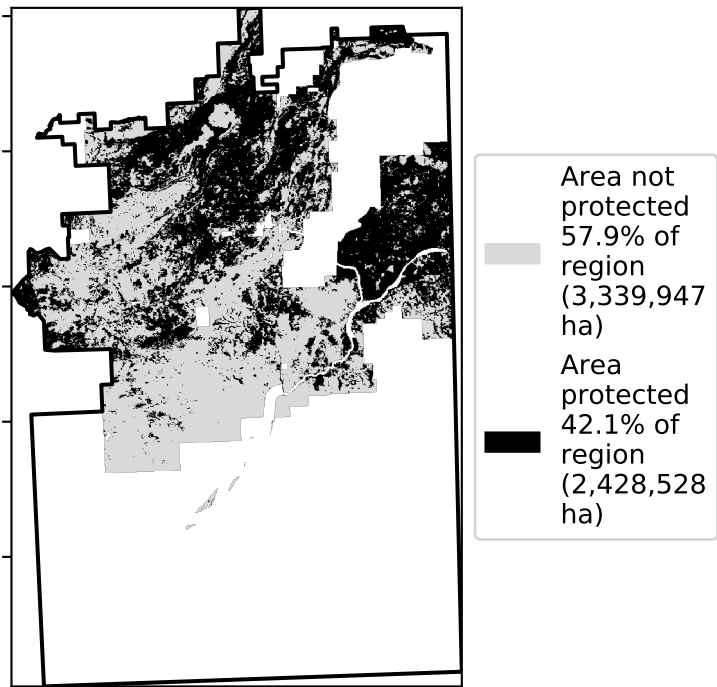 Area not
protected
57.9% of
region
(3,339,947
ha)
Area
protected
42.1% of
region
(2,428,528
ha)